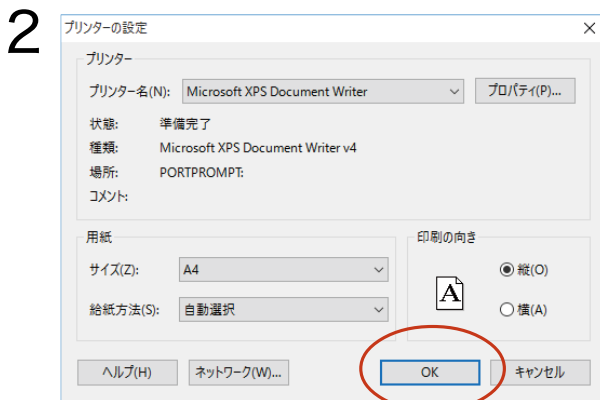 2
プリンターの設定
プリンター
プリンター名(N): Microsoft XPS Document Writer プロパティ(P)...
状態: 準備完了
種類: Microsoft XPS Document Writer v4
場所: PORTPROMPT:
コメント:
用紙 印刷の向き
サイズ(Z): A4 縦(O)
給紙方法(S): 自動選択 A 横(A)
ヘルプ(H) ネットワーク(W)... OK キャンセル